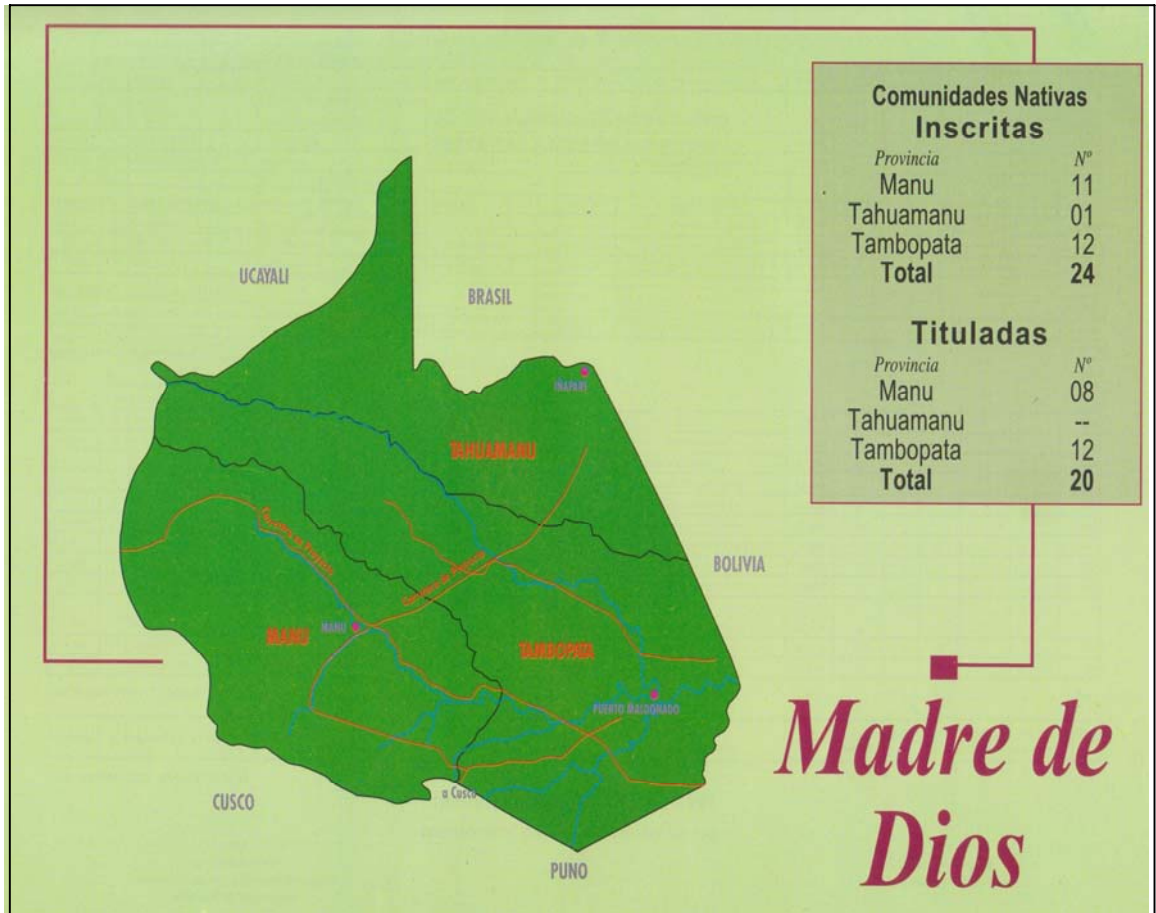 Comunidades Nativas
Inscritas
Provincia Nº
Manu 11
Tahuamanu 01
Tambopata 12
Total 24
Tituladas
Provincia Nº
Manu 08
Tahuamanu --
Tambopata 12
Total 20
UCAYALI
BRASIL
IÑAPARI
TAHUAMANU
BOLIVIA
MANU
MANU
TAMBOPATA
PUERTO MALDONADO
a Cusco
CUSCO
PUNO
Madre de
Dios